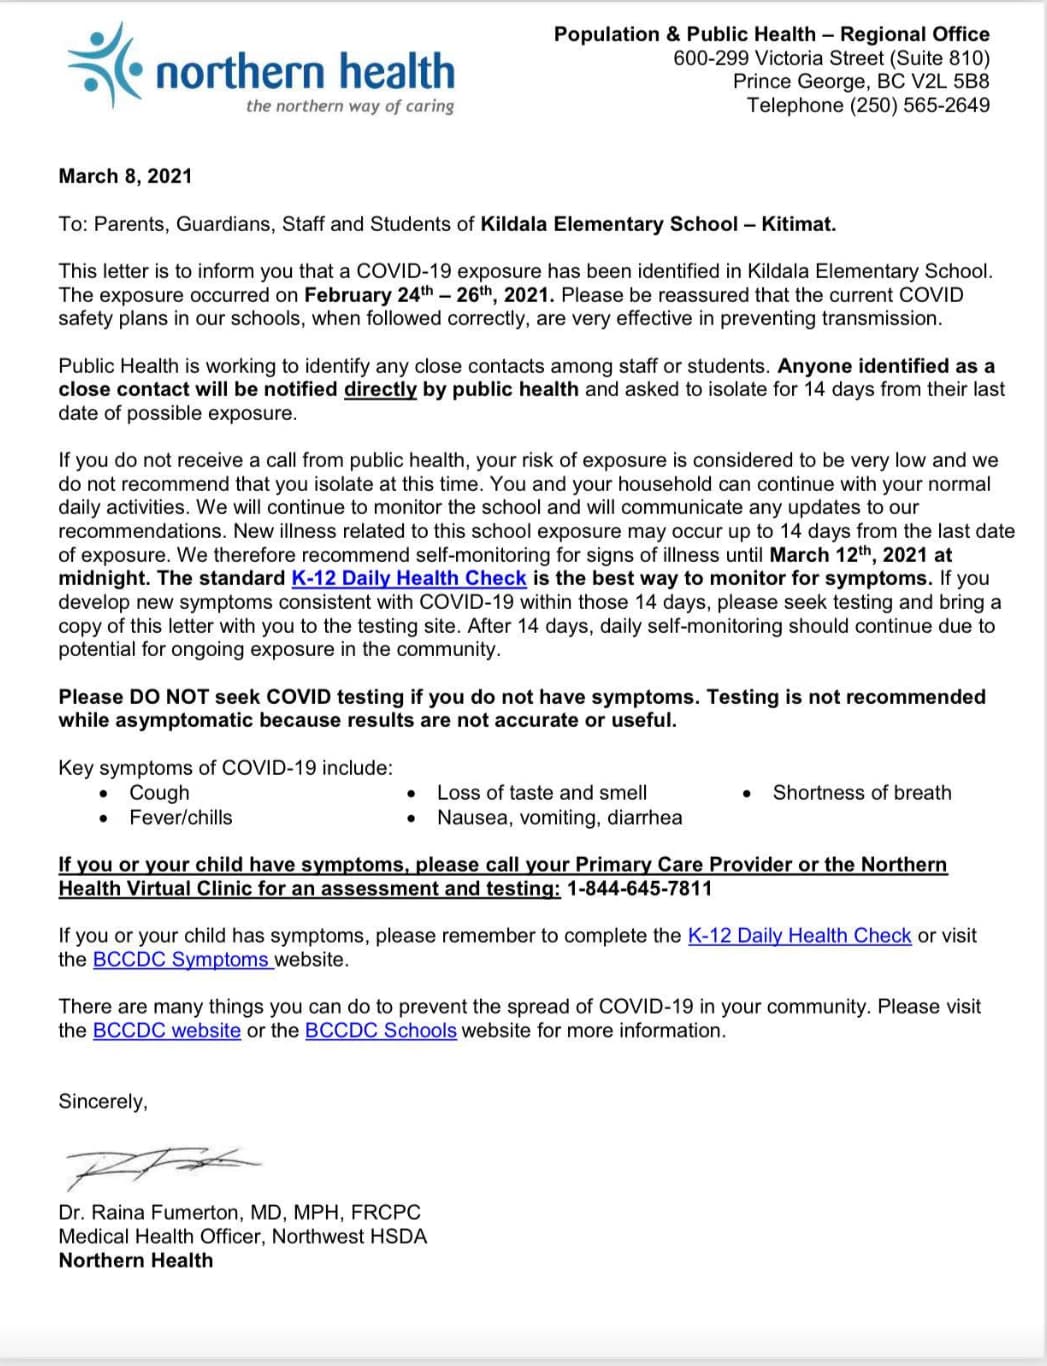 northern health
the northern way of caring
Population & Public Health – Regional Office
600-299 Victoria Street (Suite 810)
Prince George, BC V2L 5B8
Telephone (250) 565-2649
March 8, 2021
To: Parents, Guardians, Staff and Students of Kildala Elementary School – Kitimat.
This letter is to inform you that a COVID-19 exposure has been identified in Kildala Elementary School.
The exposure occurred on February 24th – 26th, 2021. Please be reassured that the current COVID
safety plans in our schools, when followed correctly, are very effective in preventing transmission.
Public Health is working to identify any close contacts among staff or students. Anyone identified as a
close contact will be notified directly by public health and asked to isolate for 14 days from their last
date of possible exposure.
If you do not receive a call from public health, your risk of exposure is considered to be very low and we
do not recommend that you isolate at this time. You and your household can continue with your normal
daily activities. We will continue to monitor the school and will communicate any updates to our
recommendations. New illness related to this school exposure may occur up to 14 days from the last date
of exposure. We therefore recommend self-monitoring for signs of illness until March 12th, 2021 at
midnight. The standard K-12 Daily Health Check is the best way to monitor for symptoms. If you
develop new symptoms consistent with COVID-19 within those 14 days, please seek testing and bring a
copy of this letter with you to the testing site. After 14 days, daily self-monitoring should continue due to
potential for ongoing exposure in the community.
Please DO NOT seek COVID testing if you do not have symptoms. Testing is not recommended
while asymptomatic because results are not accurate or useful.
Key symptoms of COVID-19 include:
• Cough • Loss of taste and smell • Shortness of breath
• Fever/chills • Nausea, vomiting, diarrhea
If you or your child have symptoms, please call your Primary Care Provider or the Northern
Health Virtual Clinic for an assessment and testing: 1-844-645-7811
If you or your child has symptoms, please remember to complete the K-12 Daily Health Check or visit
the BCCDC Symptoms website.
There are many things you can do to prevent the spread of COVID-19 in your community. Please visit
the BCCDC website or the BCCDC Schools website for more information.
Sincerely,
Dr. Raina Fumerton, MD, MPH, FRCPC
Medical Health Officer, Northwest HSDA
Northern Health